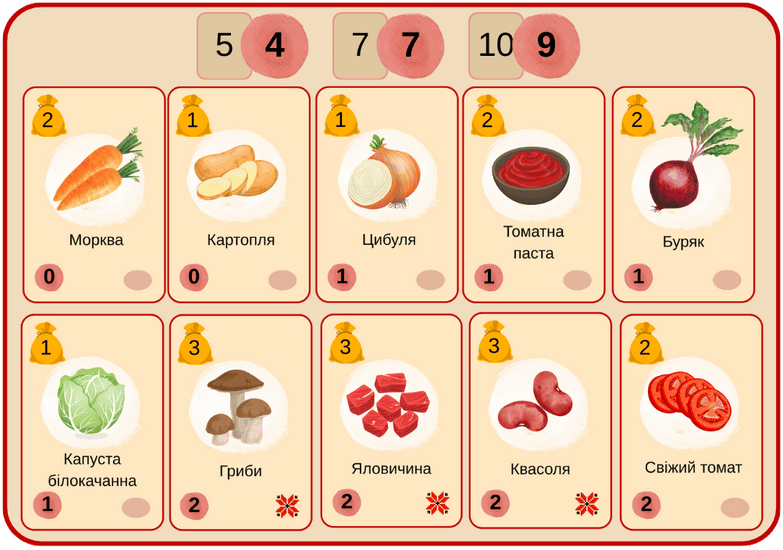 5 4 7 7 10 9
2 1 1 2 2
Морква Картопля Цибуля Томатна паста Буряк
0 0 1 1 1
1 3 3 3 2
Капуста білокачанна Гриби Яловичина Квасоля Свіжий томат
1 2 2 2 2